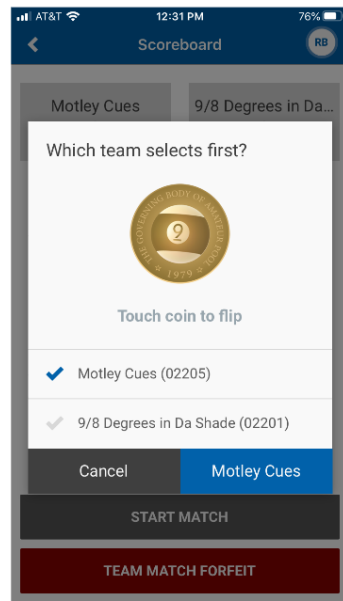 AT&T 12:31 PM 76%
Scoreboard RB
Motley Cues 9/8 Degrees in Da...
Which team selects first?
THE GOVERNING BODY OF AMATEUR POOL
9
1979
Touch coin to flip
Motley Cues (02205)
9/8 Degrees in Da Shade (02201)
Cancel Motley Cues
START MATCH
TEAM MATCH FORFEIT